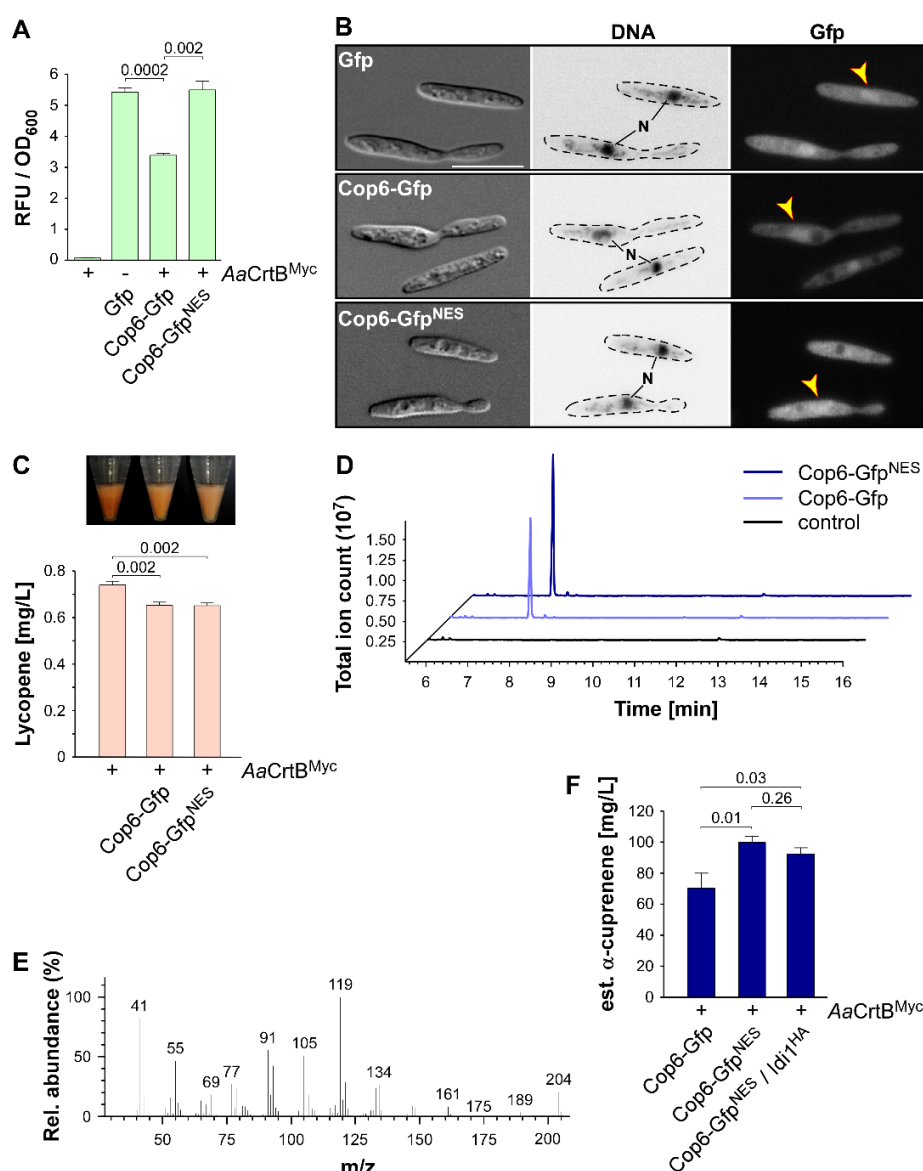 A
0.0002
0.002
6
5
4
3
2
1
0
RFU / OD600
+ - + + AaCrtBMyc
Gfp
Cop6-Gfp
Cop6-GfpNES
B
DNA
Gfp
Gfp
N
Cop6-Gfp
N
Cop6-GfpNES
N
C
0.002
0.002
0.8
0.6
0.4
0.2
0
Lycopene [mg/L]
+ + + AaCrtBMyc
Cop6-Gfp
Cop6-GfpNES
D
Cop6-GfpNES
Cop6-Gfp
control
1.50
1.25
1.00
0.75
0.50
0.25
Total ion count (10^7)
6 7 8 9 10 11 12 13 14 15 16
Time [min]
E
Rel. abundance (%)
100
50
0
41
55
69
77
91
105
119
134
161
175
189
204
50 75 100 125 150 175 200
m/z
F
0.03
0.26
0.01
120
100
80
60
40
20
0
est. α-cuprenene [mg/L]
+ + + AaCrtBMyc
Cop6-Gfp
Cop6-GfpNES
Cop6-GfpNES / Idi1HA